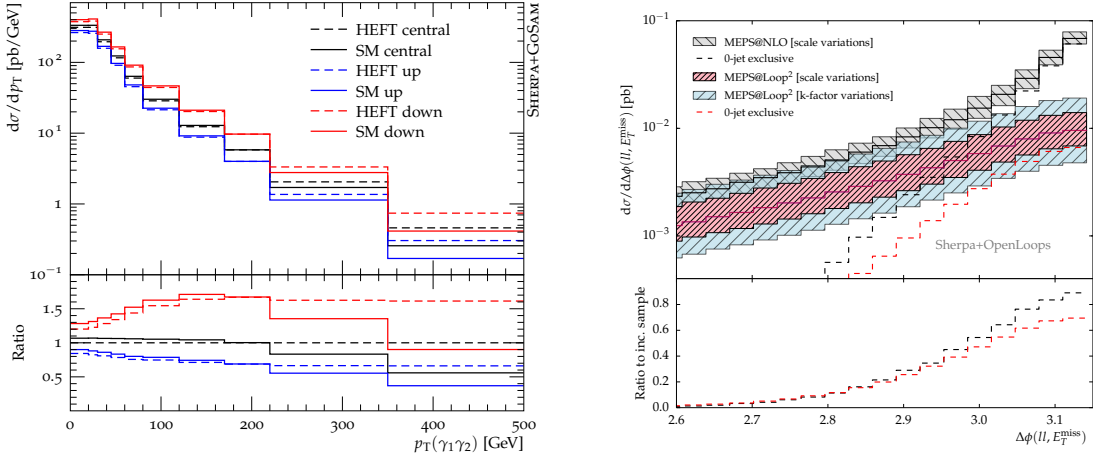 HEFT central
SM central
HEFT up
SM up
HEFT down
SM down
SHERPA+GOSAM
dσ/dpT [pb/GeV]
10^2
10^1
1
10^−1
Ratio
1.5
1
0.5
0 100 200 300 400 500
pT(γ1γ2) [GeV]
MEPS@NLO [scale variations]
0-jet exclusive
MEPS@Loop² [scale variations]
MEPS@Loop² [k-factor variations]
0-jet exclusive
Sherpa+OpenLoops
dσ/dΔϕ(ll, E_T^miss) [pb]
10^−1
10^−2
10^−3
Ratio to inc. sample
0.8
0.6
0.4
0.2
0.0
2.6 2.7 2.8 2.9 3.0 3.1
Δϕ(ll, E_T^miss)